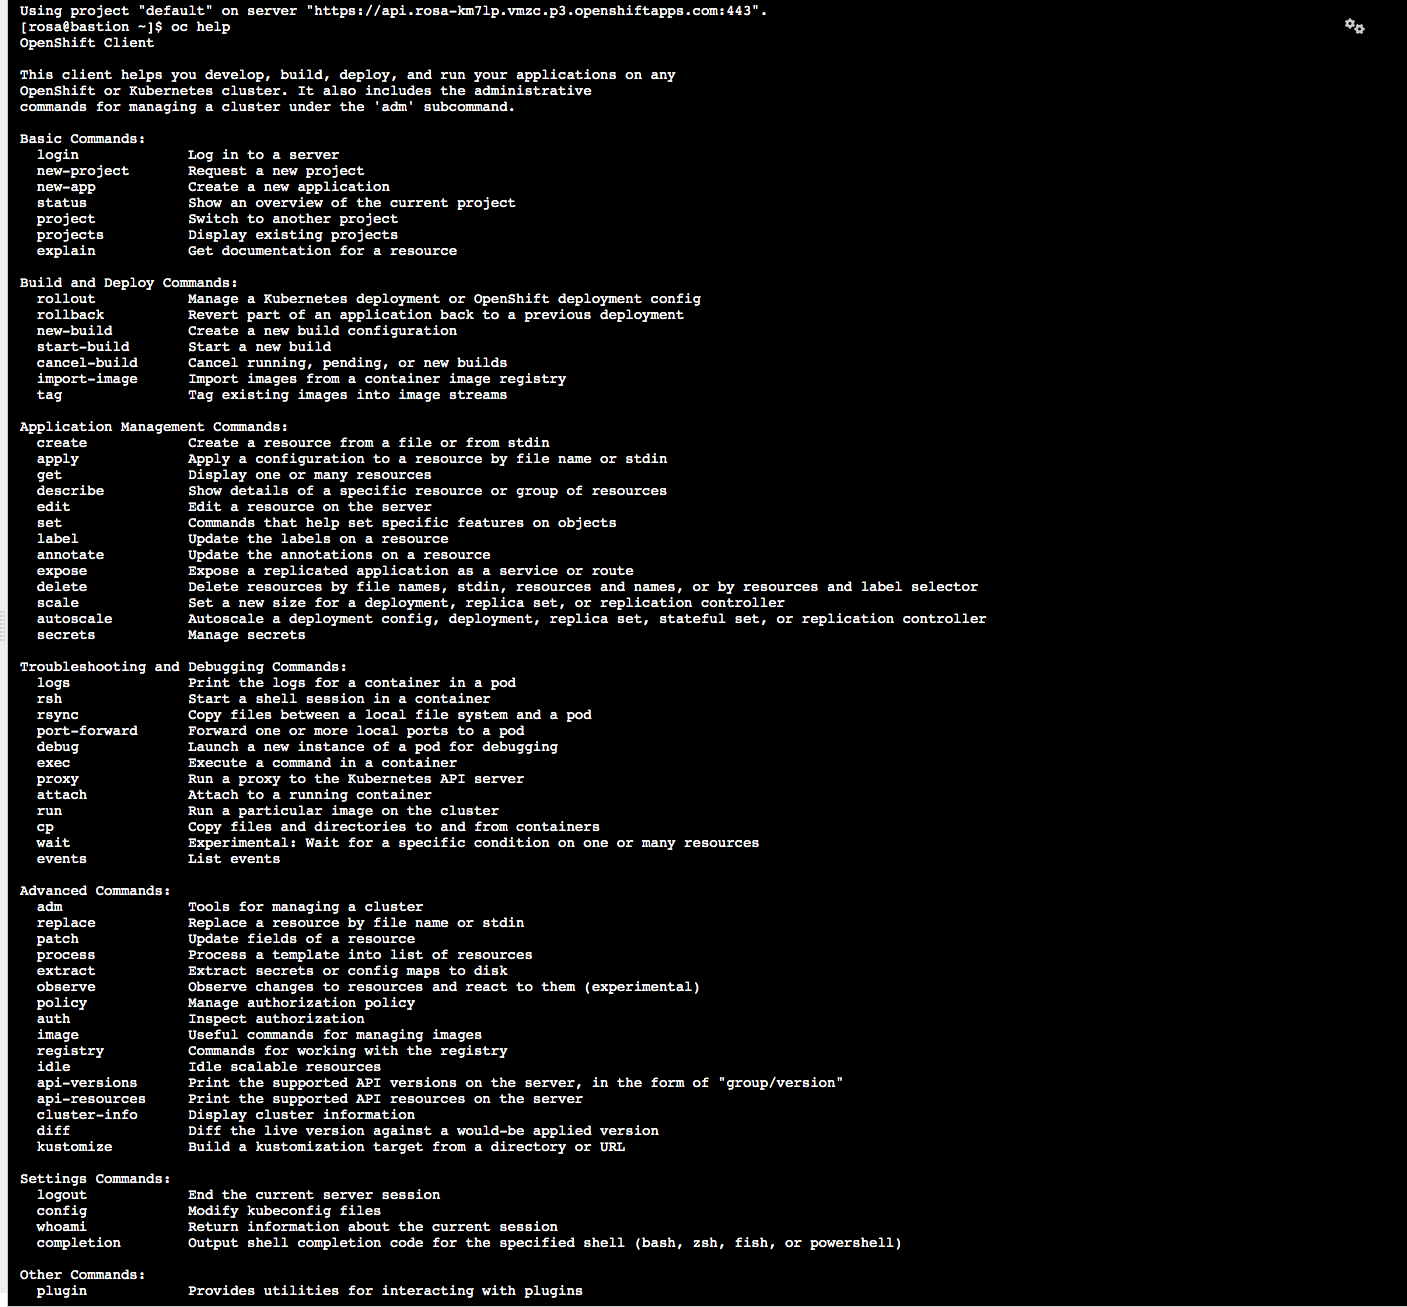 Using project "default" on server "https://api.rosa-km7lp.vmzc.p3.openshiftapps.com:443".
[rosa@bastion ~]$ oc help
OpenShift Client

This client helps you develop, build, deploy, and run your applications on any
OpenShift or Kubernetes cluster. It also includes the administrative
commands for managing a cluster under the 'adm' subcommand.

Basic Commands:
  login             Log in to a server
  new-project       Request a new project
  new-app           Create a new application
  status            Show an overview of the current project
  project           Switch to another project
  projects          Display existing projects
  explain           Get documentation for a resource

Build and Deploy Commands:
  rollout           Manage a Kubernetes deployment or OpenShift deployment config
  rollback          Revert part of an application back to a previous deployment
  new-build         Create a new build configuration
  start-build       Start a new build
  cancel-build      Cancel running, pending, or new builds
  import-image      Import images from a container image registry
  tag               Tag existing images into image streams

Application Management Commands:
  create            Create a resource from a file or from stdin
  apply             Apply a configuration to a resource by file name or stdin
  get               Display one or many resources
  describe          Show details of a specific resource or group of resources
  edit              Edit a resource on the server
  set               Commands that help set specific features on objects
  label             Update the labels on a resource
  annotate          Update the annotations on a resource
  expose            Expose a replicated application as a service or route
  delete            Delete resources by file names, stdin, resources and names, or by resources and label selector
  scale             Set a new size for a deployment, replica set, or replication controller
  autoscale         Autoscale a deployment config, deployment, replica set, stateful set, or replication controller
  secrets           Manage secrets

Troubleshooting and Debugging Commands:
  logs              Print the logs for a container in a pod
  rsh               Start a shell session in a container
  rsync             Copy files between a local file system and a pod
  port-forward      Forward one or more local ports to a pod
  debug             Launch a new instance of a pod for debugging
  exec              Execute a command in a container
  proxy             Run a proxy to the Kubernetes API server
  attach            Attach to a running container
  run               Run a particular image on the cluster
  cp                Copy files and directories to and from containers
  wait              Experimental: Wait for a specific condition on one or many resources
  events            List events

Advanced Commands:
  adm               Tools for managing a cluster
  replace           Replace a resource by file name or stdin
  patch             Update fields of a resource
  process           Process a template into list of resources
  extract           Extract secrets or config maps to disk
  observe           Observe changes to resources and react to them (experimental)
  policy            Manage authorization policy
  auth              Inspect authorization
  image             Useful commands for managing images
  registry          Commands for working with the registry
  idle              Idle scalable resources
  api-versions      Print the supported API versions on the server, in the form of "group/version"
  api-resources     Print the supported API resources on the server
  cluster-info      Display cluster information
  diff              Diff the live version against a would-be applied version
  kustomize         Build a kustomization target from a directory or URL

Settings Commands:
  logout            End the current server session
  config            Modify kubeconfig files
  whoami            Return information about the current session
  completion        Output shell completion code for the specified shell (bash, zsh, fish, or powershell)

Other Commands:
  plugin            Provides utilities for interacting with plugins